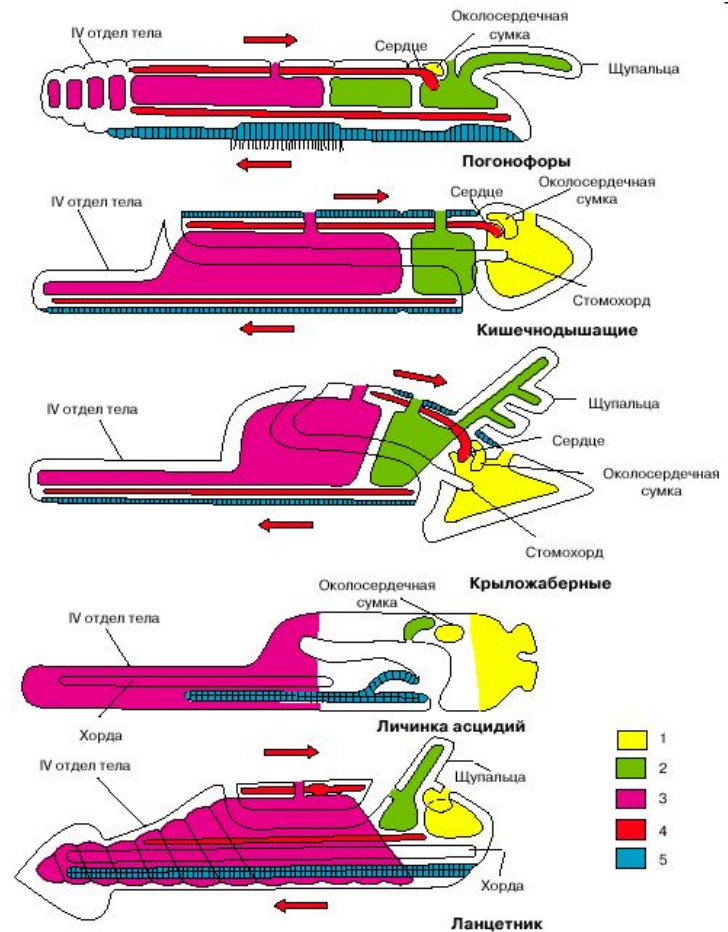 IV отдел тела
Сердце
Околосердечная
сумка
Щупальца
Погонофоры
IV отдел тела
Сердце
Околосердечная
сумка
Стомохорд
Кишечнодышащие
IV отдел тела
Щупальца
Сердце
Околосердечная
сумка
Стомохорд
Крыложаберные
IV отдел тела
Околосердечная
сумка
Хорда
Личинка асцидий
IV отдел тела
Щупальца
Хорда
Ланцетник
1
2
3
4
5